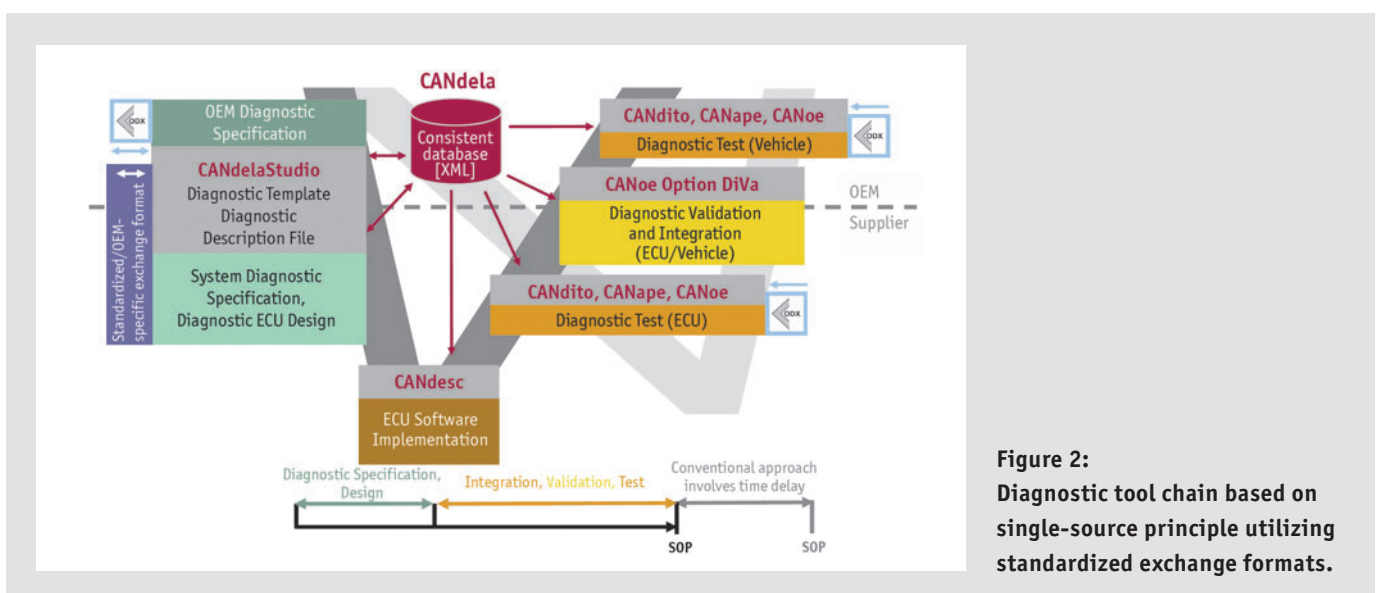 CANdela
Consistent
database
[XML]
ODX
OEM Diagnostic
Specification
CANdelaStudio
Diagnostic Template
Diagnostic
Description File
System Diagnostic
Specification,
Diagnostic ECU Design
Standardized/OEM-
specific exchange format
CANdito, CANape, CANoe
Diagnostic Test (Vehicle)
ODX
CANoe Option DiVa
Diagnostic Validation
and Integration
(ECU/Vehicle)
OEM
Supplier
CANdito, CANape, CANoe
Diagnostic Test (ECU)
ODX
CANdesc
ECU Software
Implementation
Diagnostic Specification,
Design
Integration, Validation, Test
Conventional approach
involves time delay
SOP
SOP
Figure 2:
Diagnostic tool chain based on
single-source principle utilizing
standardized exchange formats.